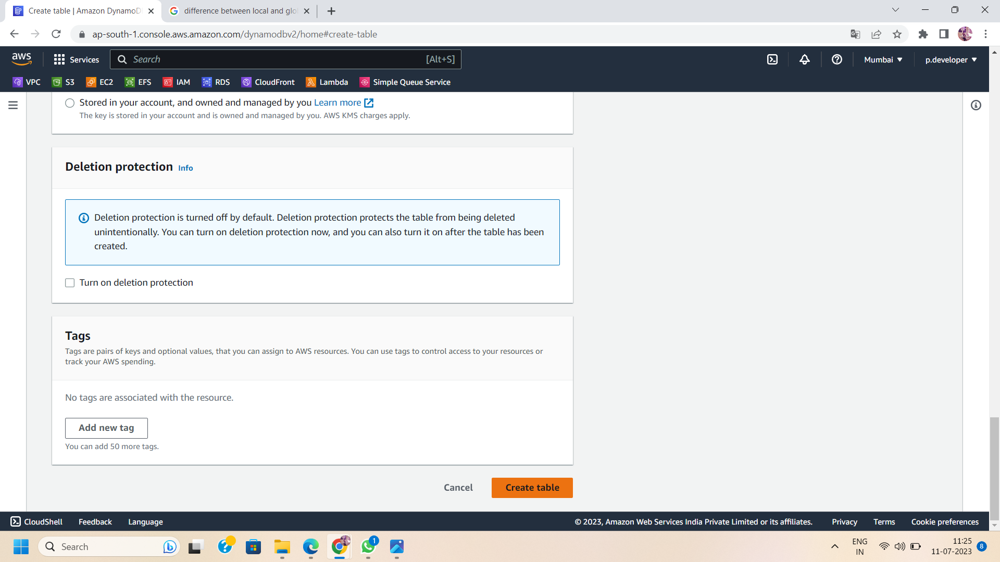 Create table | Amazon DynamoD
difference between local and glo
ap-south-1.console.aws.amazon.com/dynamodbv2/home#create-table
aws
Services
Search
[Alt+S]
Mumbai
p.developer
VPC
S3
EC2
EFS
IAM
RDS
CloudFront
Lambda
Simple Queue Service
Stored in your account, and owned and managed by you Learn more
The key is stored in your account and is owned and managed by you. AWS KMS charges apply.
Deletion protection Info
Deletion protection is turned off by default. Deletion protection protects the table from being deleted
unintentionally. You can turn on deletion protection now, and you can also turn it on after the table has been
created.
Turn on deletion protection
Tags
Tags are pairs of keys and optional values, that you can assign to AWS resources. You can use tags to control access to your resources or
track your AWS spending.
No tags are associated with the resource.
Add new tag
You can add 50 more tags.
Cancel
Create table
CloudShell
Feedback
Language
© 2023, Amazon Web Services India Private Limited or its affiliates.
Privacy
Terms
Cookie preferences
Search
1
ENG
IN
11:25
11-07-2023
8